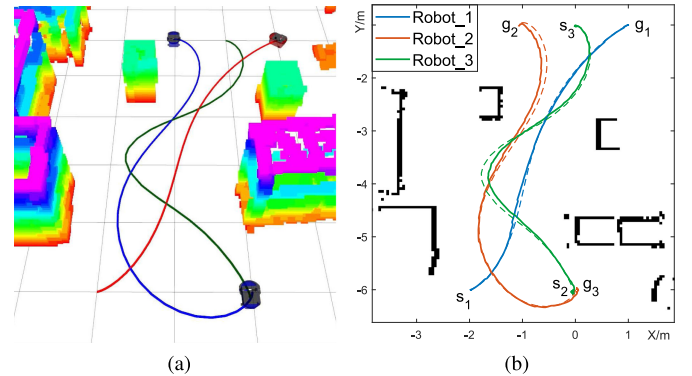 Y/m
Robot_1
Robot_2
Robot_3
g2
s3
g1
-2
-3
-4
-5
-6
s1
s2
g3
-3
-2
-1
0
1
X/m
(a)
(b)